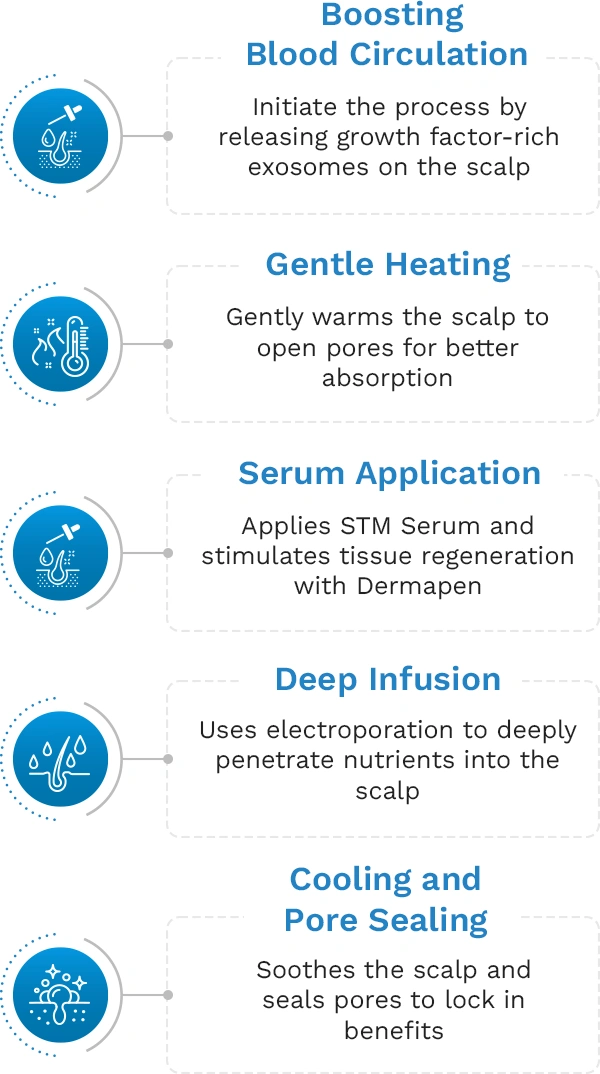 Boosting
Blood Circulation
Initiate the process by
releasing growth factor-rich
exosomes on the scalp
Gentle Heating
Gently warms the scalp to
open pores for better
absorption
Serum Application
Applies STM Serum and
stimulates tissue regeneration
with Dermapen
Deep Infusion
Uses electroporation to deeply
penetrate nutrients into the
scalp
Cooling and
Pore Sealing
Soothes the scalp and
seals pores to lock in
benefits